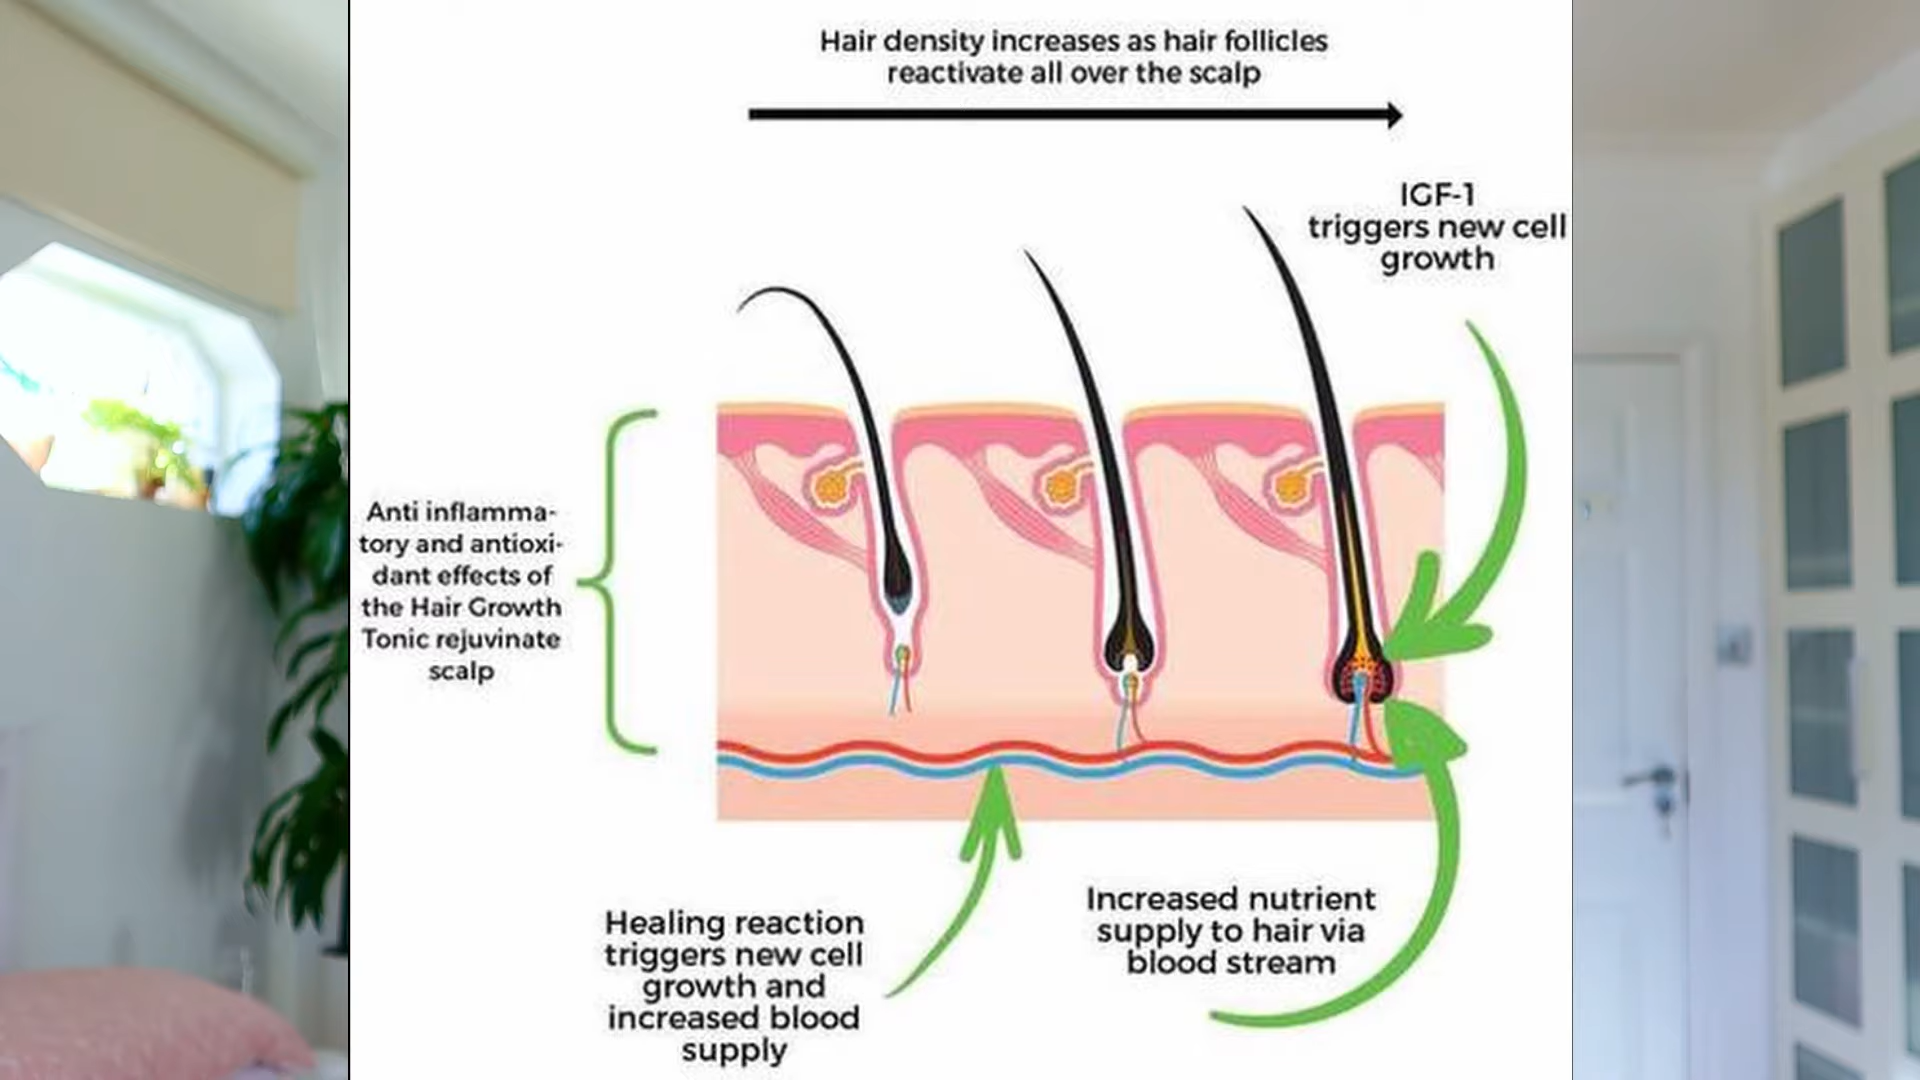 Hair density increases as hair follicles
reactivate all over the scalp
IGF-1
triggers new cell
growth
Anti inflamma-
tory and antioxi-
dant effects of
the Hair Growth
Tonic rejuvinate
scalp
Healing reaction
triggers new cell
growth and
increased blood
supply
Increased nutrient
supply to hair via
blood stream